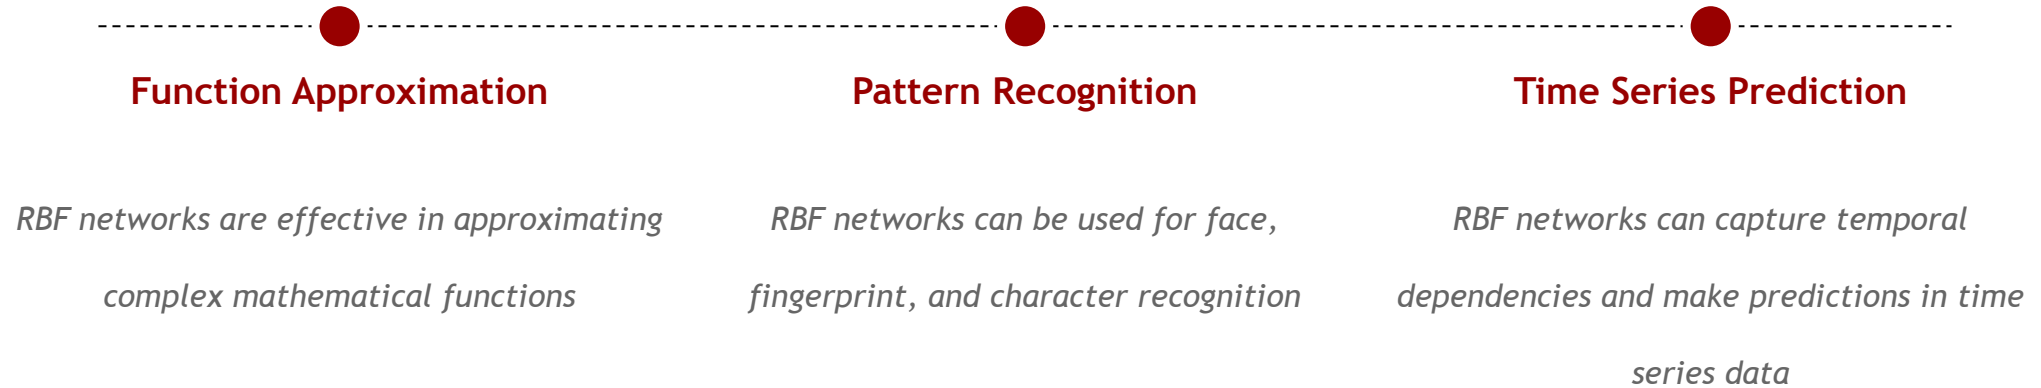 Function Approximation
RBF networks are effective in approximating
complex mathematical functions
Pattern Recognition
RBF networks can be used for face,
fingerprint, and character recognition
Time Series Prediction
RBF networks can capture temporal
dependencies and make predictions in time
series data